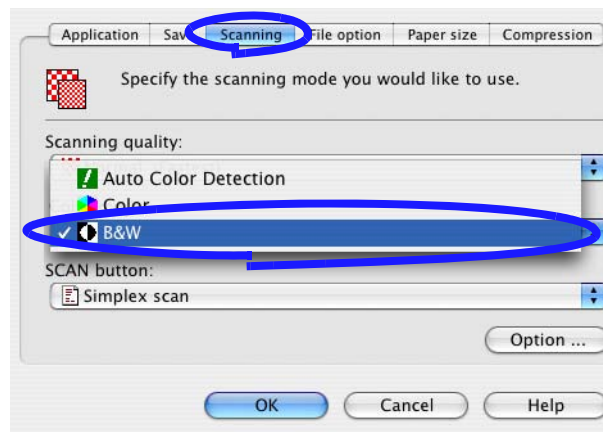 Application Sav Scanning File option Paper size Compression
Specify the scanning mode you would like to use.
Scanning quality:
Auto Color Detection
Color
B&W
SCAN button:
Simplex scan
Option ...
OK Cancel Help